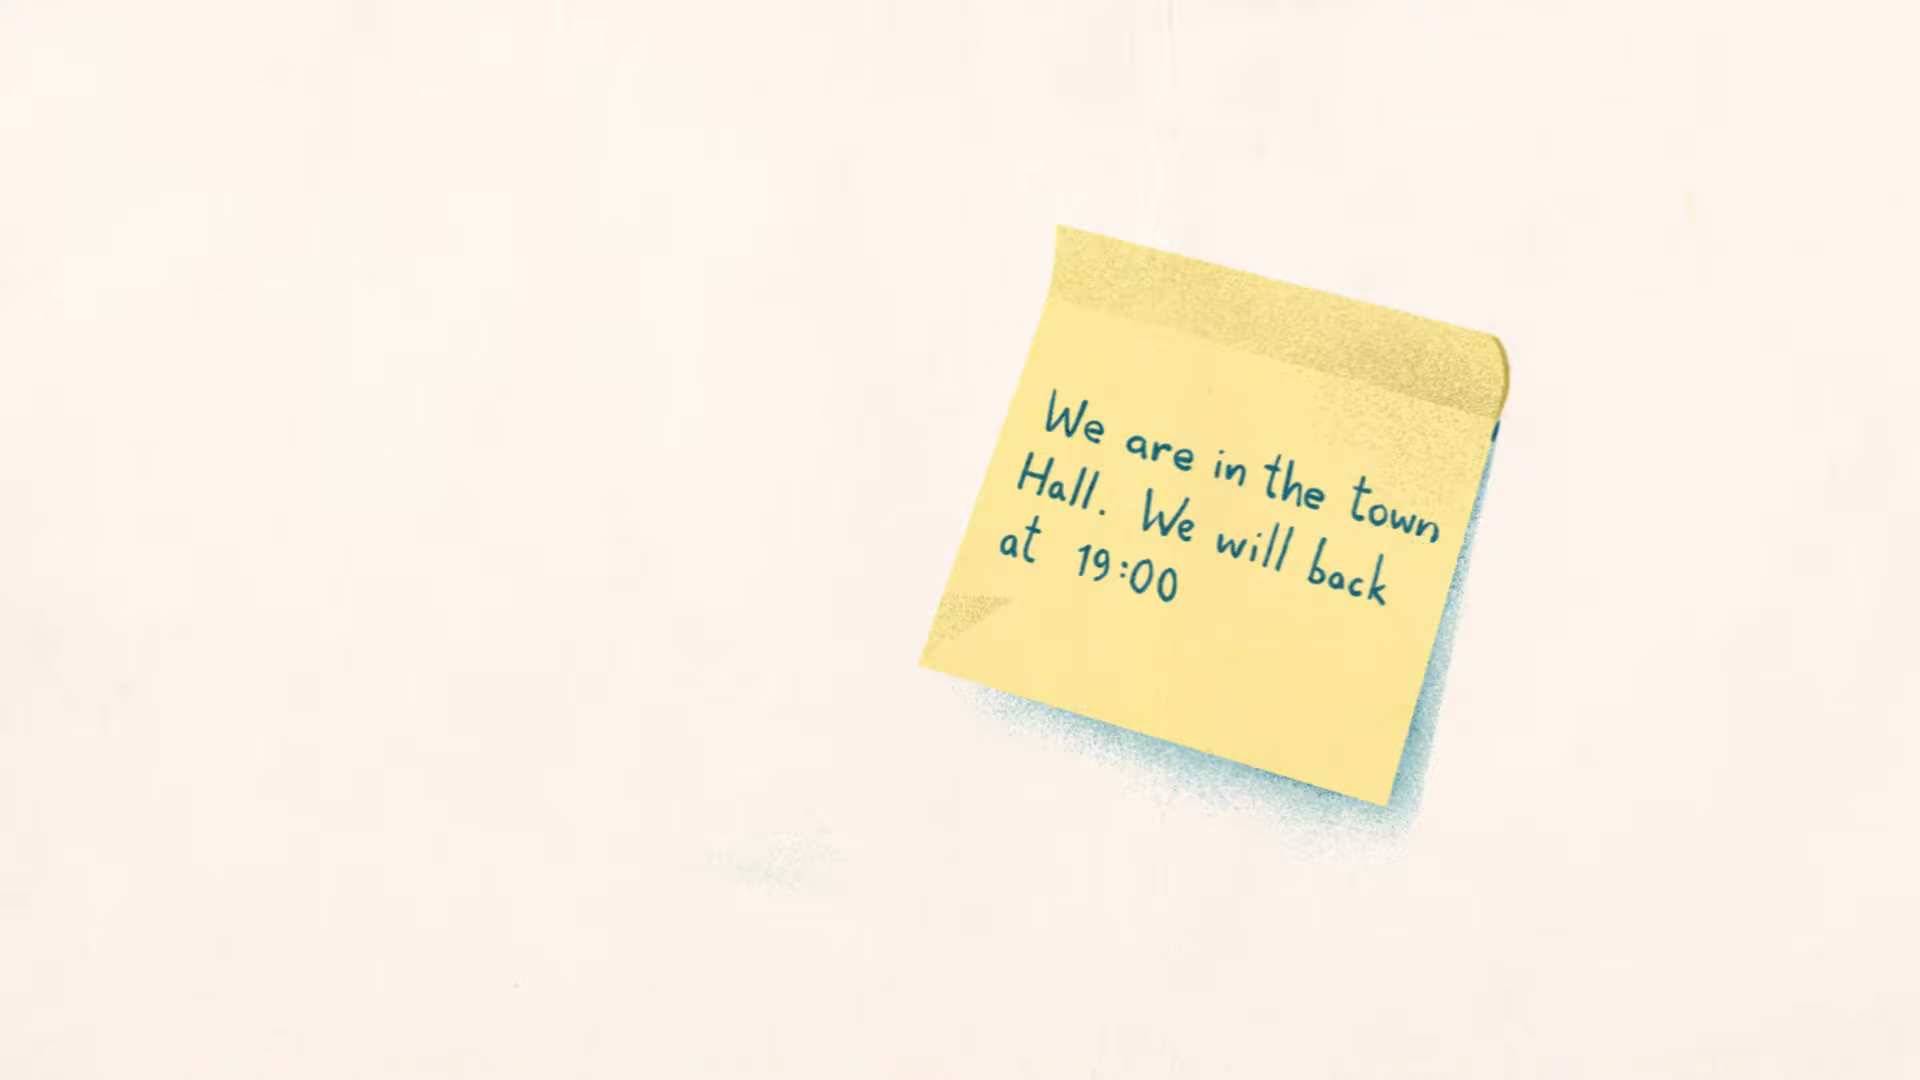 We are in the town
Hall. We will back
at 19:00